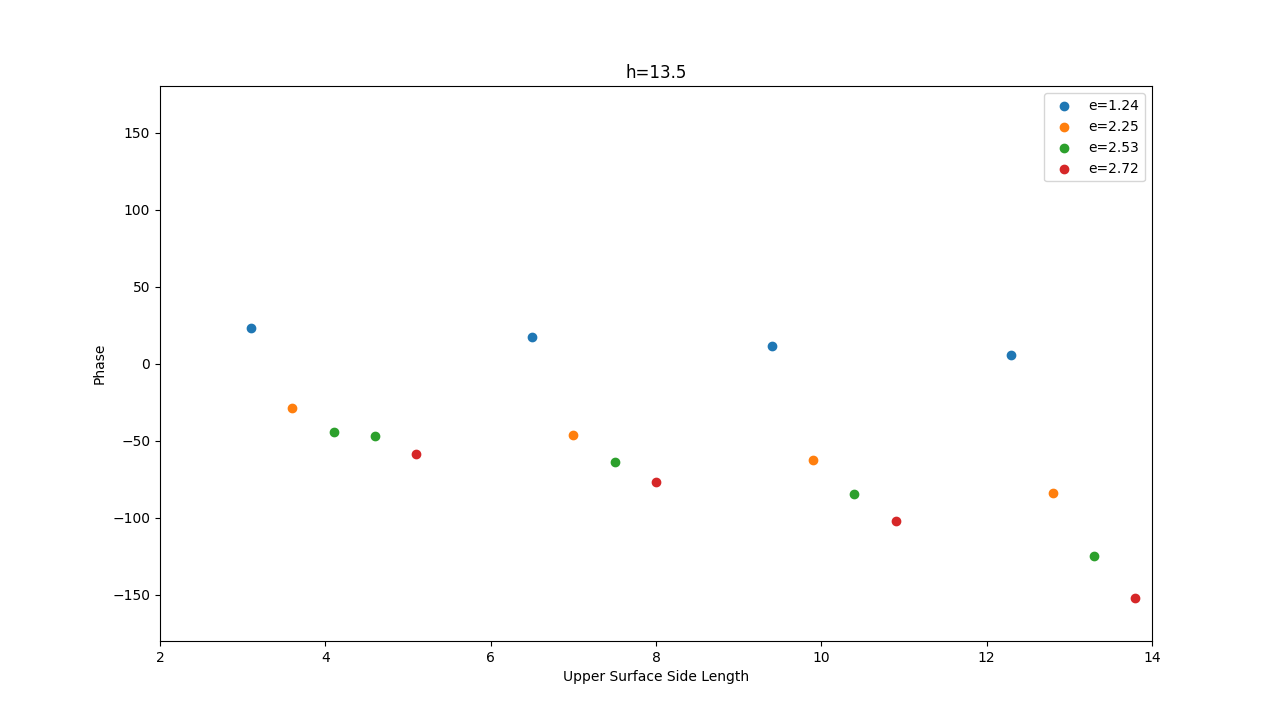 h=13.5
e=1.24
e=2.25
e=2.53
e=2.72
150
100
50
0
−50
−100
−150
Phase
2 4 6 8 10 12 14
Upper Surface Side Length